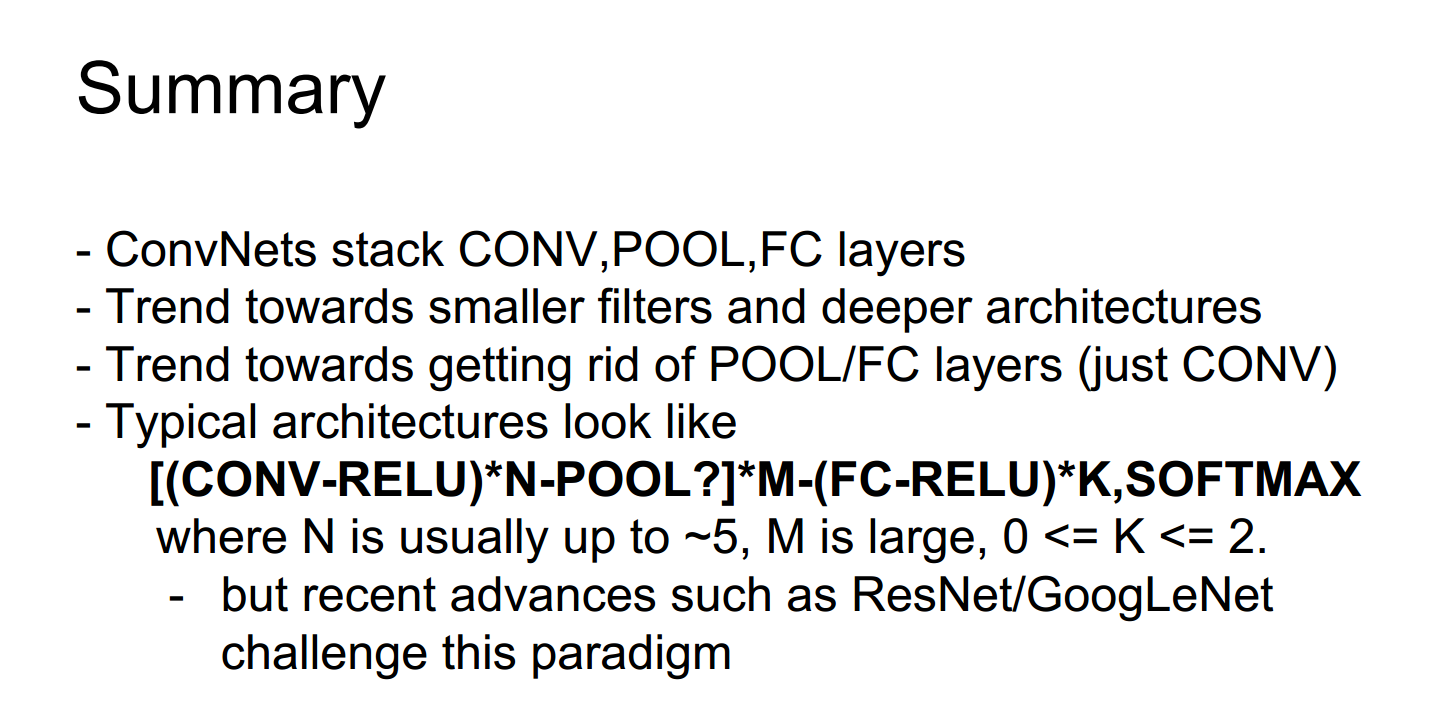 Summary
- ConvNets stack CONV,POOL,FC layers
- Trend towards smaller filters and deeper architectures
- Trend towards getting rid of POOL/FC layers (just CONV)
- Typical architectures look like
[(CONV-RELU)*N-POOL?]*M-(FC-RELU)*K,SOFTMAX
where N is usually up to ~5, M is large, 0 <= K <= 2.
- but recent advances such as ResNet/GoogLeNet
challenge this paradigm